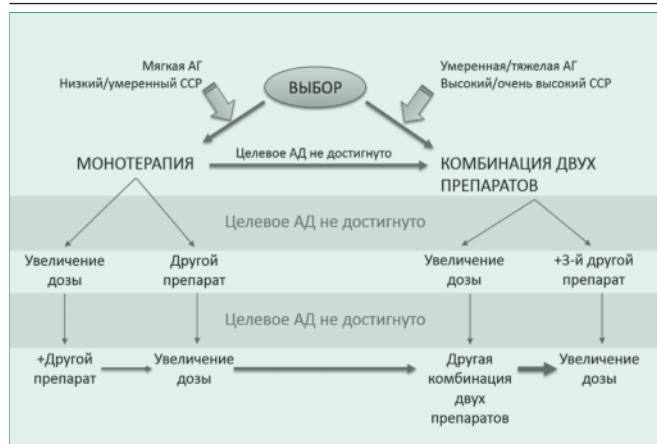 Мягкая АГ
Низкий/умеренный ССР
ВЫБОР
Умеренная/тяжелая АГ
Высокий/очень высокий ССР
МОНОТЕРАПИЯ
Целевое АД не достигнуто
КОМБИНАЦИЯ ДВУХ
ПРЕПАРАТОВ
Целевое АД не достигнуто
Увеличение
дозы
Другой
препарат
Увеличение
дозы
+3-й другой
препарат
Целевое АД не достигнуто
+Другой
препарат
Увеличение
дозы
Другая
комбинация
двух
препаратов
Увеличение
дозы